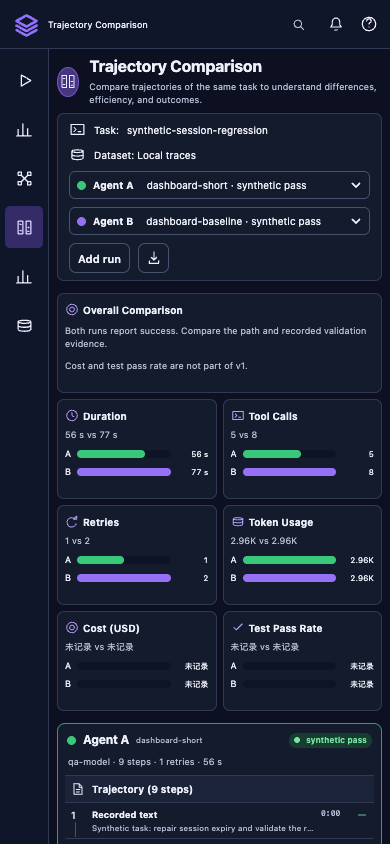 Trajectory Comparison
Trajectory Comparison
Compare trajectories of the same task to understand differences,
efficiency, and outcomes.
Task: synthetic-session-regression
Dataset: Local traces
Agent A dashboard-short · synthetic pass
Agent B dashboard-baseline · synthetic pass
Add run
Overall Comparison
Both runs report success. Compare the path and recorded validation
evidence.
Cost and test pass rate are not part of v1.
Duration
56 s vs 77 s
A 56 s
B 77 s
Tool Calls
5 vs 8
A 5
B 8
Retries
1 vs 2
A 1
B 2
Token Usage
2.96K vs 2.96K
A 2.96K
B 2.96K
Cost (USD)
未记录 vs 未记录
A 未记录
B 未记录
Test Pass Rate
未记录 vs 未记录
A 未记录
B 未记录
Agent A dashboard-short synthetic pass
qa-model · 9 steps · 1 retries · 56 s
Trajectory (9 steps)
1 Recorded text 0:00 —
Synthetic task: repair session expiry and validate the r...